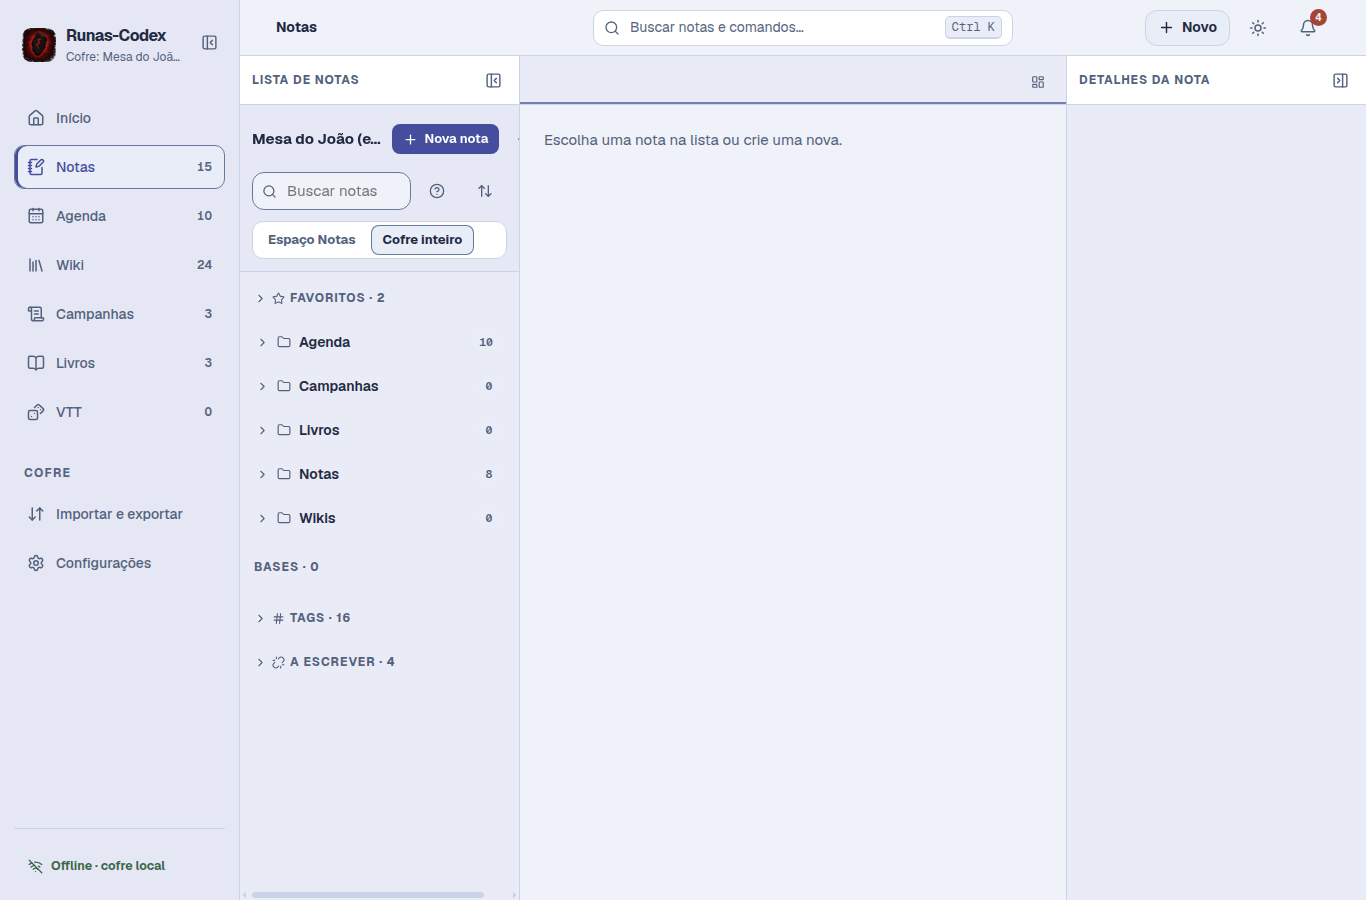 Runas-Codex
Cofre: Mesa do Joã...
Início
Notas 15
Agenda 10
Wiki 24
Campanhas 3
Livros 3
VTT 0
COFRE
Importar e exportar
Configurações
Offline · cofre local
Notas
Buscar notas e comandos... Ctrl K
Novo
4
LISTA DE NOTAS
Mesa do João (e...
Nova nota
Buscar notas
Espaço Notas
Cofre inteiro
FAVORITOS · 2
Agenda 10
Campanhas 0
Livros 0
Notas 8
Wikis 0
BASES · 0
TAGS · 16
A ESCREVER · 4
Escolha uma nota na lista ou crie uma nova.
DETALHES DA NOTA